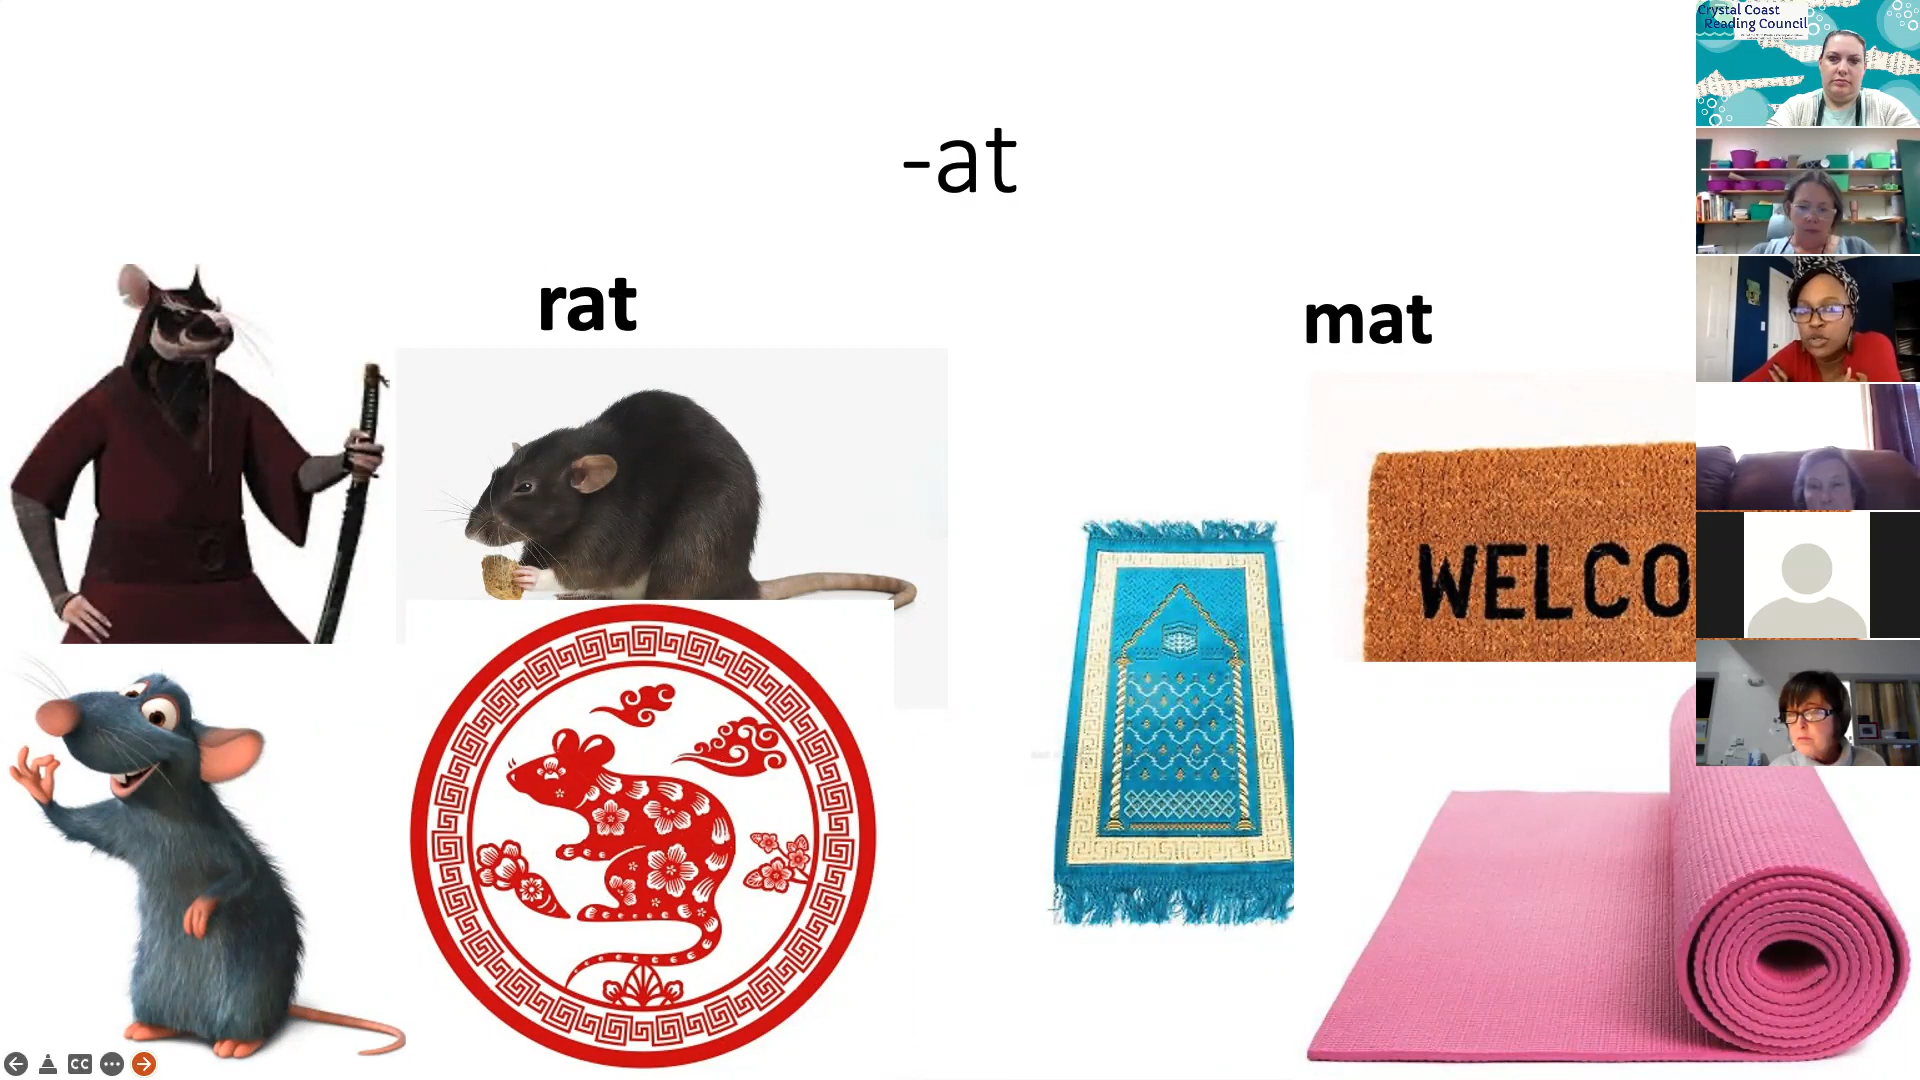 -at
rat
mat
WELCO
Crystal Coast
Reading Council
CC